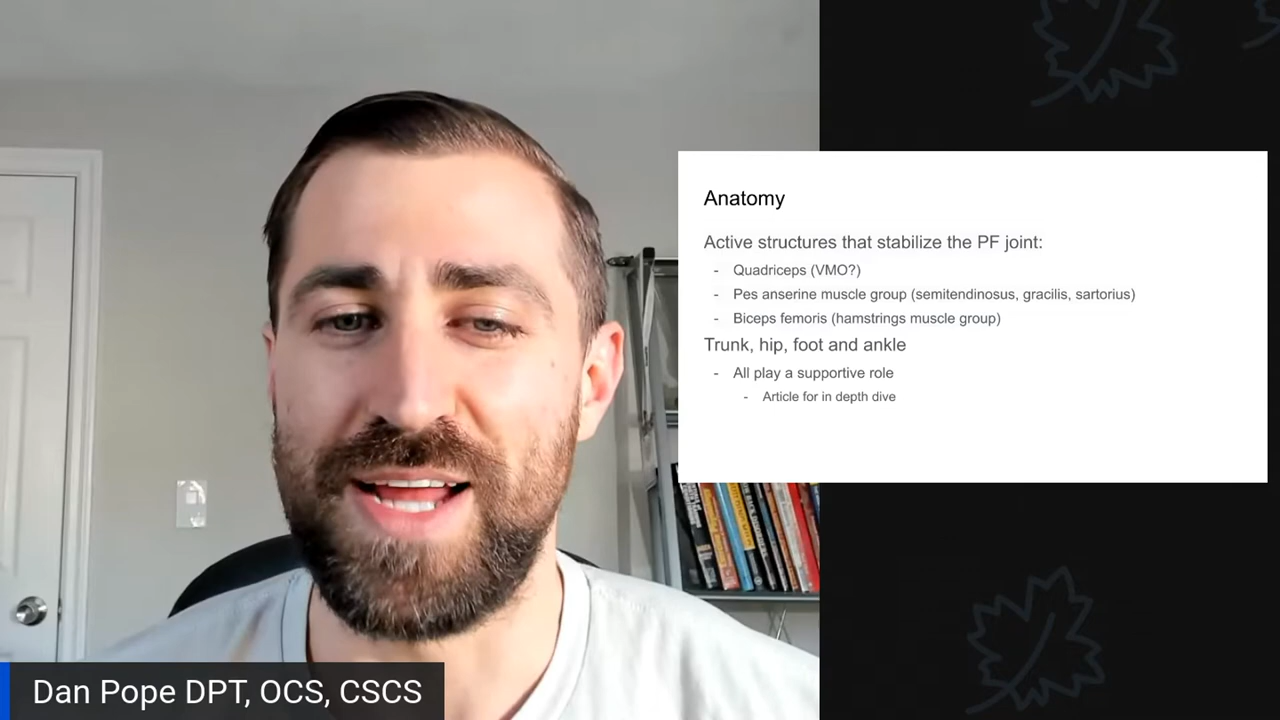 Anatomy
Active structures that stabilize the PF joint:
- Quadriceps (VMO?)
- Pes anserine muscle group (semitendinosus, gracilis, sartorius)
- Biceps femoris (hamstrings muscle group)
Trunk, hip, foot and ankle
- All play a supportive role
- Article for in depth dive
Dan Pope DPT, OCS, CSCS